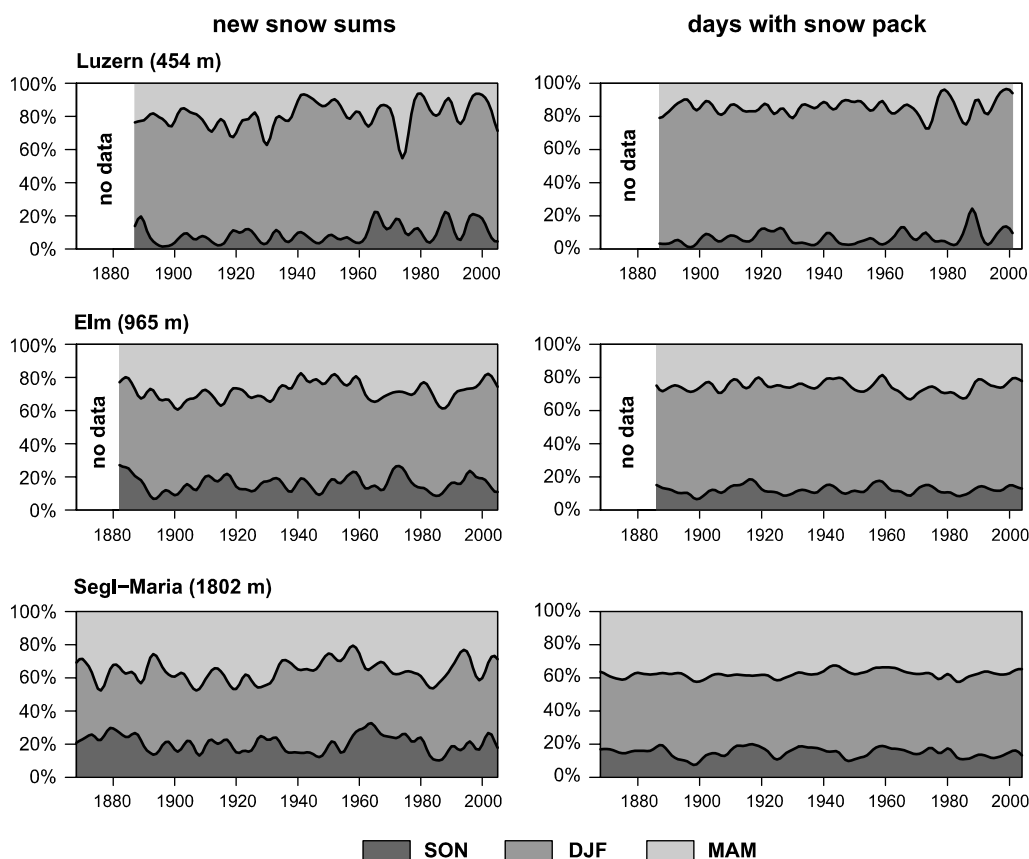 new snow sums days with snow pack
Luzern (454 m)
100% 100%
80% 80%
60% 60%
40% 40%
20% 20%
0% 0%
no data no data
1880 1900 1920 1940 1960 1980 2000 1880 1900 1920 1940 1960 1980 2000
Elm (965 m)
100% 100%
80% 80%
60% 60%
40% 40%
20% 20%
0% 0%
no data no data
1880 1900 1920 1940 1960 1980 2000 1880 1900 1920 1940 1960 1980 2000
Segl−Maria (1802 m)
100% 100%
80% 80%
60% 60%
40% 40%
20% 20%
0% 0%
1880 1900 1920 1940 1960 1980 2000 1880 1900 1920 1940 1960 1980 2000
SON DJF MAM